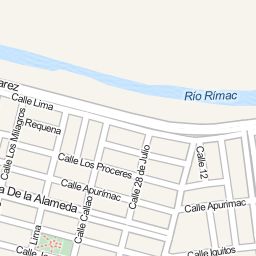 Río Rímac
arez
Calle Lima
Requena
Calle Los Milagros
Calle Los Proceres
Calle 28 de Julio
Calle 12
Calle Apurimac
Calle Apurimac
a De la Alameda
Calle Callao
Lima
Calle Iquitos